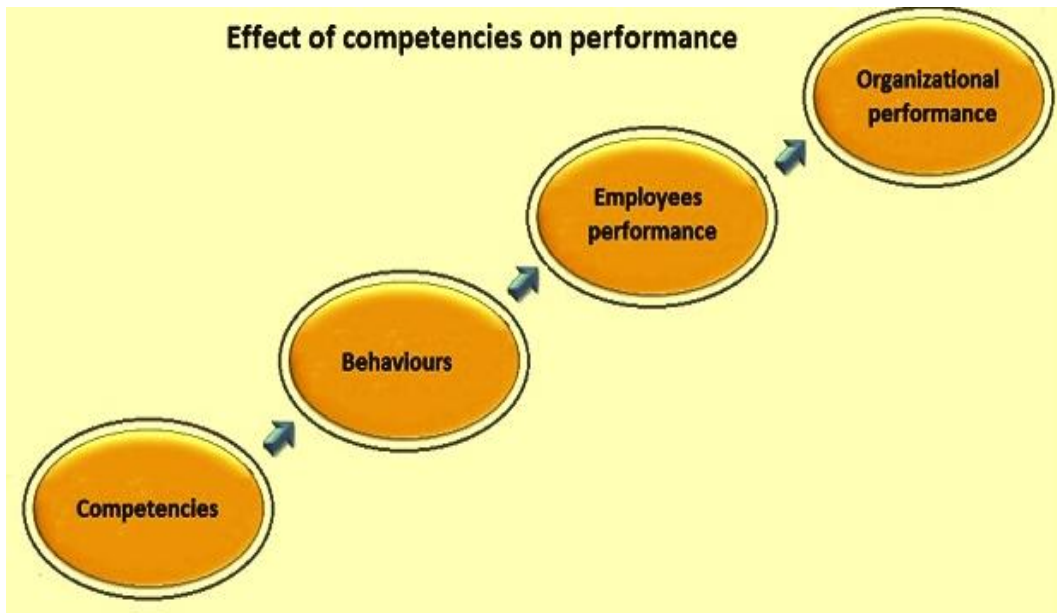 Effect of competencies on performance
Organizational
performance
Employees
performance
Behaviours
Competencies